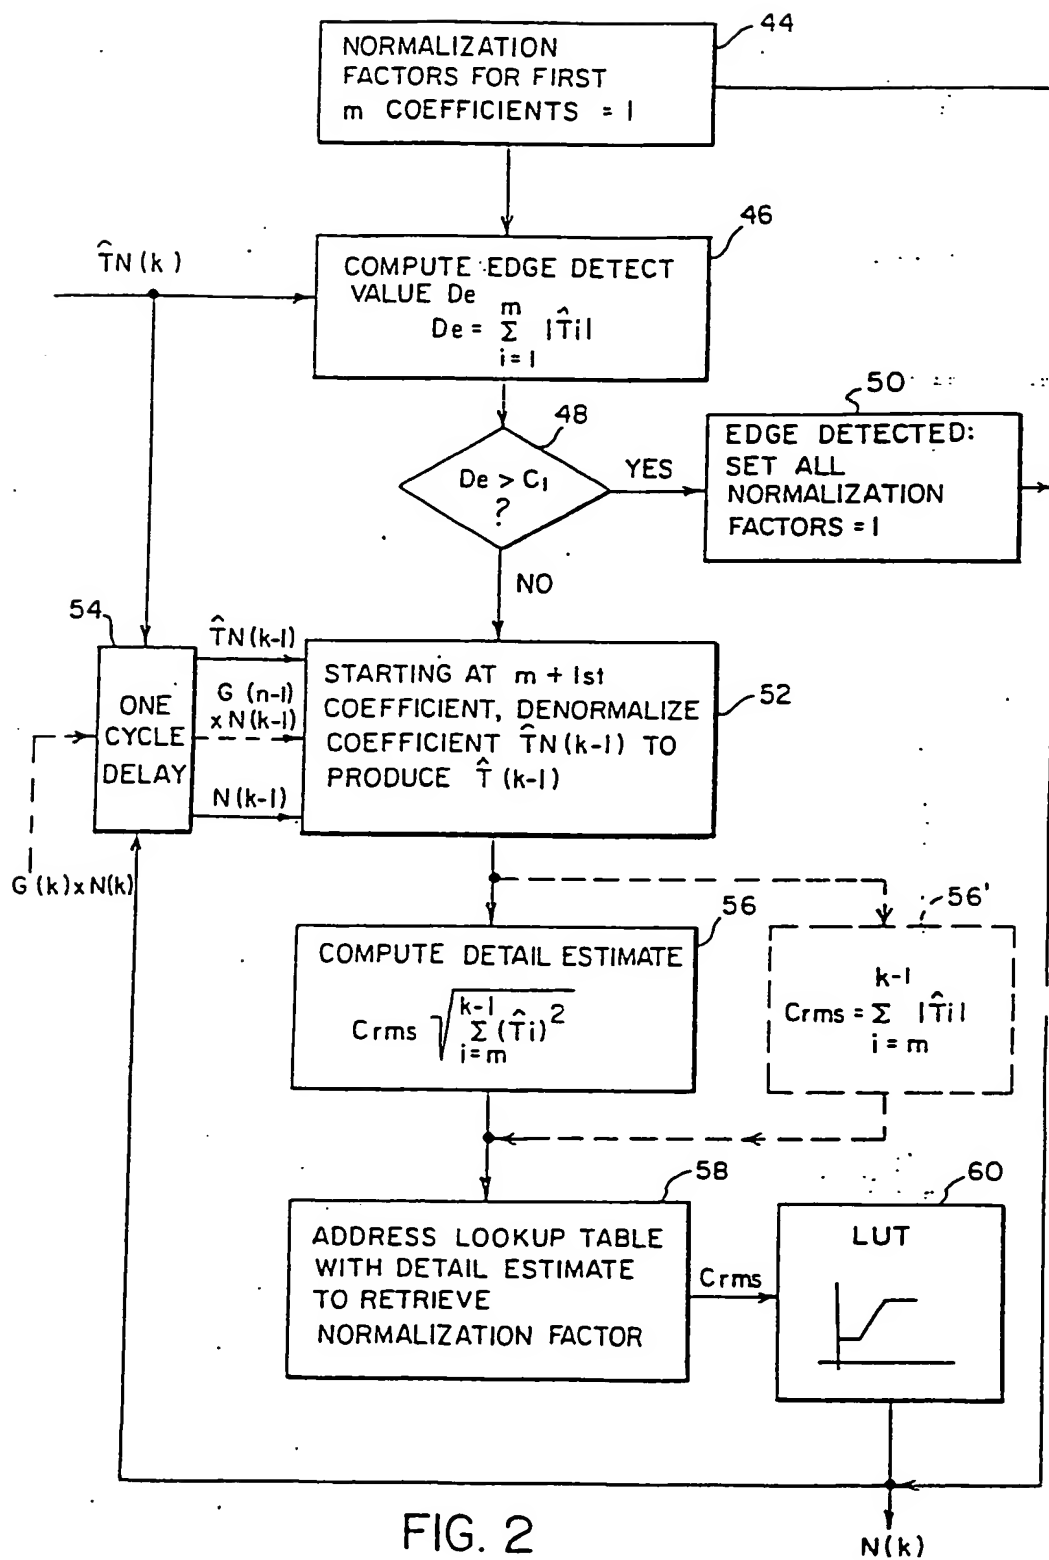 44
NORMALIZATION
FACTORS FOR FIRST
m COEFFICIENTS = 1
46
T̂N(k)
COMPUTE EDGE DETECT
VALUE De
De = Σ_{i=1}^{m} |T̂i|
48
De > C1
?
YES
50
EDGE DETECTED:
SET ALL
NORMALIZATION
FACTORS = 1
NO
54
ONE
CYCLE
DELAY
T̂N(k-1)
G (n-1)
x N(k-1)
N(k-1)
G (k) x N(k)
52
STARTING AT m + 1st
COEFFICIENT, DENORMALIZE
COEFFICIENT T̂N(k-1) TO
PRODUCE T̂ (k-1)
56
COMPUTE DETAIL ESTIMATE
Crms √Σ_{i=m}^{k-1} (T̂i)²
56'
Crms = Σ_{i=m}^{k-1} |T̂i|
58
ADDRESS LOOKUP TABLE
WITH DETAIL ESTIMATE
TO RETRIEVE
NORMALIZATION FACTOR
Crms
60
LUT
N(k)
FIG. 2